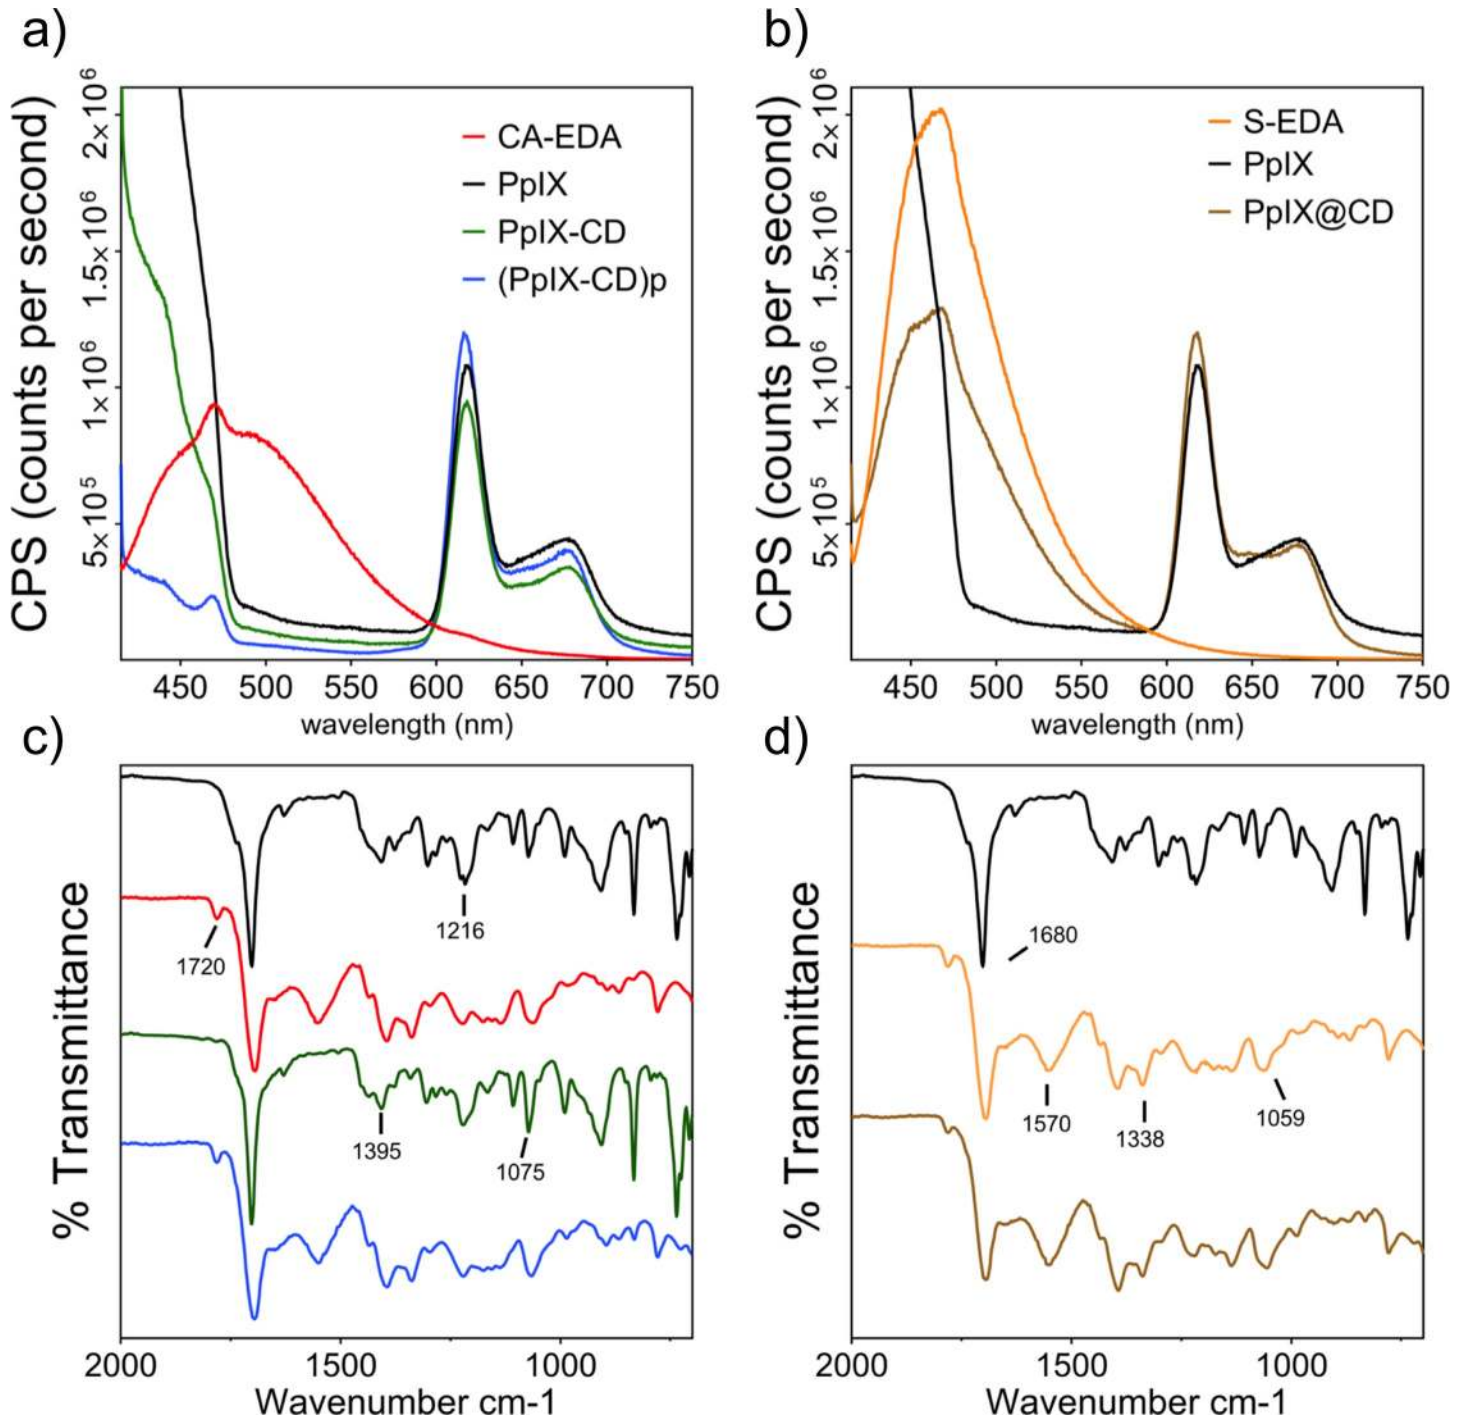 a)
CPS (counts per second)
2×10⁶
1.5×10⁶
1×10⁶
5×10⁵
CA-EDA
PpIX
PpIX-CD
(PpIX-CD)p
450 500 550 600 650 700 750
wavelength (nm)
b)
CPS (counts per second)
2×10⁶
1.5×10⁶
1×10⁶
5×10⁵
S-EDA
PpIX
PpIX@CD
450 500 550 600 650 700 750
wavelength (nm)
c)
% Transmittance
1216
1720
1395
1075
2000 1500 1000
Wavenumber cm-1
d)
% Transmittance
1680
1570
1338
1059
2000 1500 1000
Wavenumber cm-1